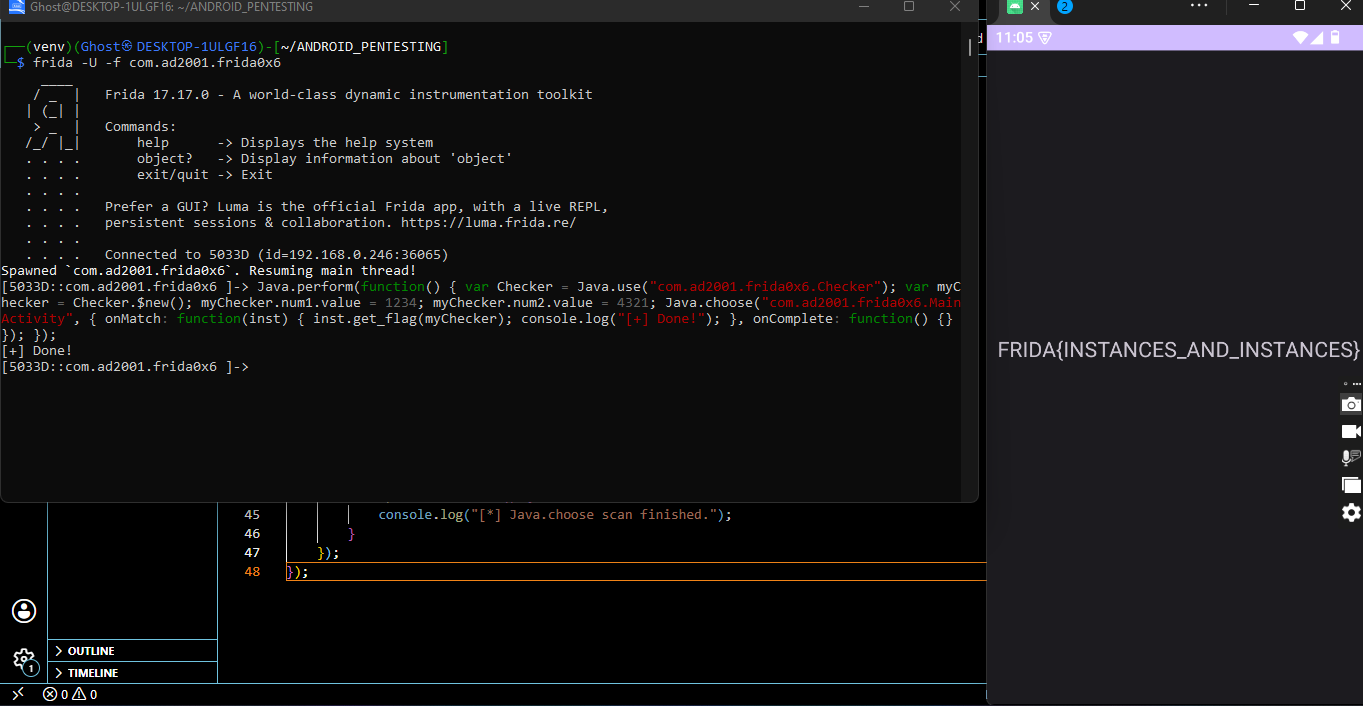 Ghost@DESKTOP-1ULGF16: ~/ANDROID_PENTESTING
┌──(venv)(Ghost㉿DESKTOP-1ULGF16)-[~/ANDROID_PENTESTING]
└─$ frida -U -f com.ad2001.frida0x6
     ____
    / _  |   Frida 17.17.0 - A world-class dynamic instrumentation toolkit
   | (_| |
    > _  |   Commands:
   /_/ |_|       help      -> Displays the help system
   . . . .       object?   -> Display information about 'object'
   . . . .       exit/quit -> Exit
   . . . .
   . . . .   Prefer a GUI? Luma is the official Frida app, with a live REPL,
   . . . .   persistent sessions & collaboration. https://luma.frida.re/
   . . . .
   . . . .   Connected to 5033D (id=192.168.0.246:36065)
Spawned `com.ad2001.frida0x6`. Resuming main thread!
[5033D::com.ad2001.frida0x6 ]-> Java.perform(function() { var Checker = Java.use("com.ad2001.frida0x6.Checker"); var myC
hecker = Checker.$new(); myChecker.num1.value = 1234; myChecker.num2.value = 4321; Java.choose("com.ad2001.frida0x6.Main
Activity", { onMatch: function(inst) { inst.get_flag(myChecker); console.log("[+] Done!"); }, onComplete: function() {}
}); });
[+] Done!
[5033D::com.ad2001.frida0x6 ]->
45 console.log("[*] Java.choose scan finished.");
46 }
47 });
48 });
OUTLINE
TIMELINE
1
0 0
2
11:05
FRIDA{INSTANCES_AND_INSTANCES}